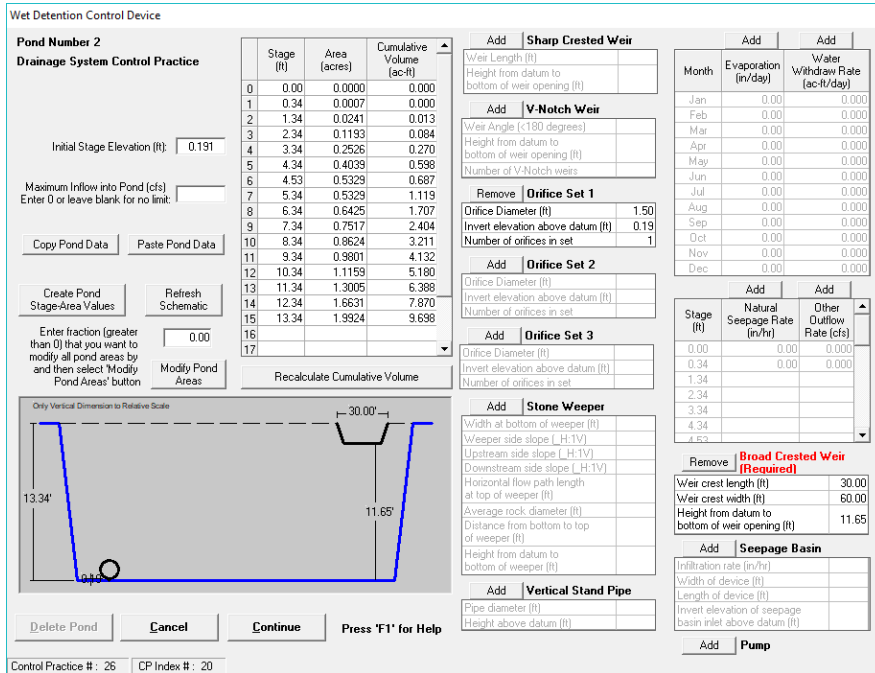 Wet Detention Control Device
Pond Number 2
Drainage System Control Practice
Initial Stage Elevation (ft): 0.191
Maximum Inflow into Pond (cfs)
Enter 0 or leave blank for no limit:
Copy Pond Data Paste Pond Data
Create Pond
Stage-Area Values
Refresh
Schematic
Enter fraction (greater
than 0) that you want to
modify all pond areas by
and then select 'Modify
Pond Areas' button
0.00
Modify Pond
Areas
Stage
(ft)
Area
(acres)
Cumulative
Volume
(ac-ft)
0 0.00 0.0000 0.000
1 0.34 0.0007 0.000
2 1.34 0.0241 0.013
3 2.34 0.1193 0.084
4 3.34 0.2526 0.270
5 4.34 0.4039 0.598
6 4.53 0.5329 0.687
7 5.34 0.5329 1.119
8 6.34 0.6425 1.707
9 7.34 0.7517 2.404
10 8.34 0.8624 3.211
11 9.34 0.9801 4.132
12 10.34 1.1159 5.180
13 11.34 1.3005 6.388
14 12.34 1.6631 7.870
15 13.34 1.9924 9.698
16
17
Recalculate Cumulative Volume
Only Vertical Dimension to Relative Scale
30.00'
13.34'
11.65'
0.19'
Delete Pond Cancel Continue Press 'F1' for Help
Control Practice # : 26 CP Index # : 20
Add Sharp Crested Weir
Weir Length (ft)
Height from datum to
bottom of weir opening (ft)
Add V-Notch Weir
Weir Angle (<180 degrees)
Height from datum to
bottom of weir opening (ft)
Number of V-Notch weirs
Remove Orifice Set 1
Orifice Diameter (ft) 1.50
Invert elevation above datum (ft) 0.19
Number of orifices in set 1
Add Orifice Set 2
Orifice Diameter (ft)
Invert elevation above datum (ft)
Number of orifices in set
Add Orifice Set 3
Orifice Diameter (ft)
Invert elevation above datum (ft)
Number of orifices in set
Add Stone Weeper
Width at bottom of weeper (ft)
Weeper side slope (_H:1V)
Upstream side slope (_H:1V)
Downstream side slope (_H:1V)
Horizontal flow path length
at top of weeper (ft)
Average rock diameter (ft)
Distance from bottom to top
of weeper (ft)
Height from datum to
bottom of weeper (ft)
Add Vertical Stand Pipe
Pipe diameter (ft)
Height above datum (ft)
Add Add
Month
Evaporation
(in/day)
Water
Withdraw Rate
(ac-ft/day)
Jan 0.00 0.000
Feb 0.00 0.000
Mar 0.00 0.000
Apr 0.00 0.000
May 0.00 0.000
Jun 0.00 0.000
Jul 0.00 0.000
Aug 0.00 0.000
Sep 0.00 0.000
Oct 0.00 0.000
Nov 0.00 0.000
Dec 0.00 0.000
Add Add
Stage
(ft)
Natural
Seepage Rate
(in/hr)
Other
Outflow
Rate (cfs)
0.00 0.00 0.000
0.34 0.00 0.000
1.34
2.34
3.34
4.34
4.53
Remove Broad Crested Weir
(Required)
Weir crest length (ft) 30.00
Weir crest width (ft) 60.00
Height from datum to
bottom of weir opening (ft) 11.65
Add Seepage Basin
Infiltration rate (in/hr)
Width of device (ft)
Length of device (ft)
Invert elevation of seepage
basin inlet above datum (ft)
Add Pump